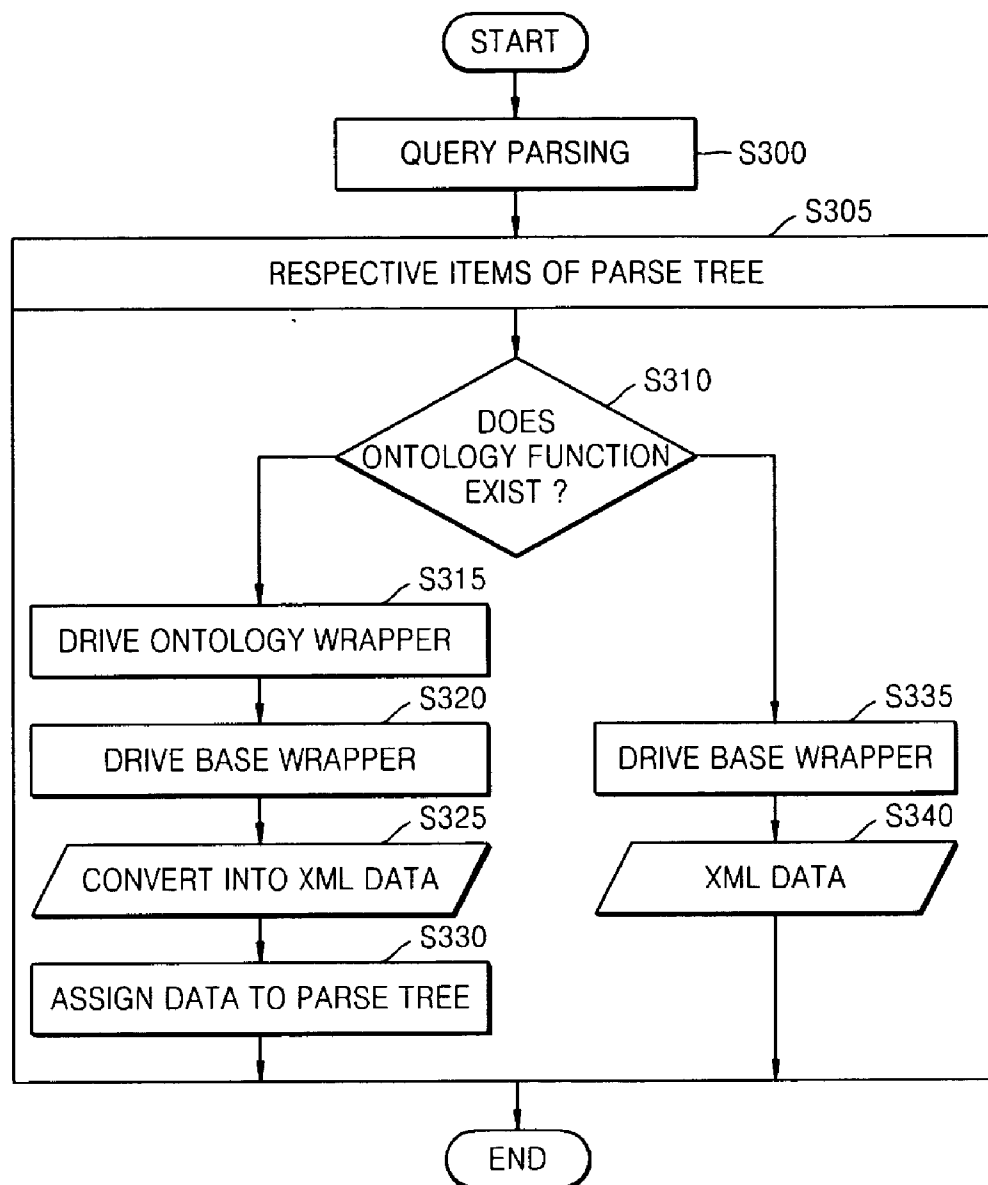 START
QUERY PARSING
S300
S305
RESPECTIVE ITEMS OF PARSE TREE
S310
DOES
ONTOLOGY FUNCTION
EXIST ?
S315
DRIVE ONTOLOGY WRAPPER
S320
DRIVE BASE WRAPPER
S325
CONVERT INTO XML DATA
S330
ASSIGN DATA TO PARSE TREE
S335
DRIVE BASE WRAPPER
S340
XML DATA
END